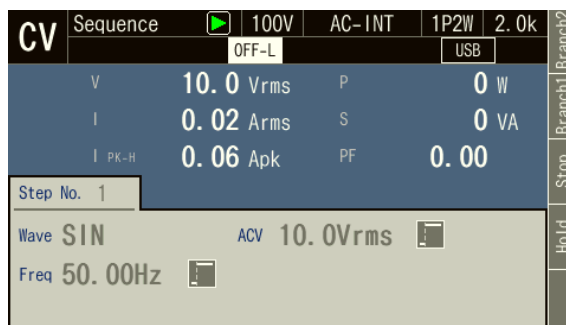 CV Sequence 100V AC-INT 1P2W 2.0k
OFF-L USB
V 10.0 Vrms P 0 W
I 0.02 Arms S 0 VA
I PK-H 0.06 Apk PF 0.00
Step No. 1
Wave SIN ACV 10.0Vrms
Freq 50.00Hz
Branch2
Branch1
Stop
Hold